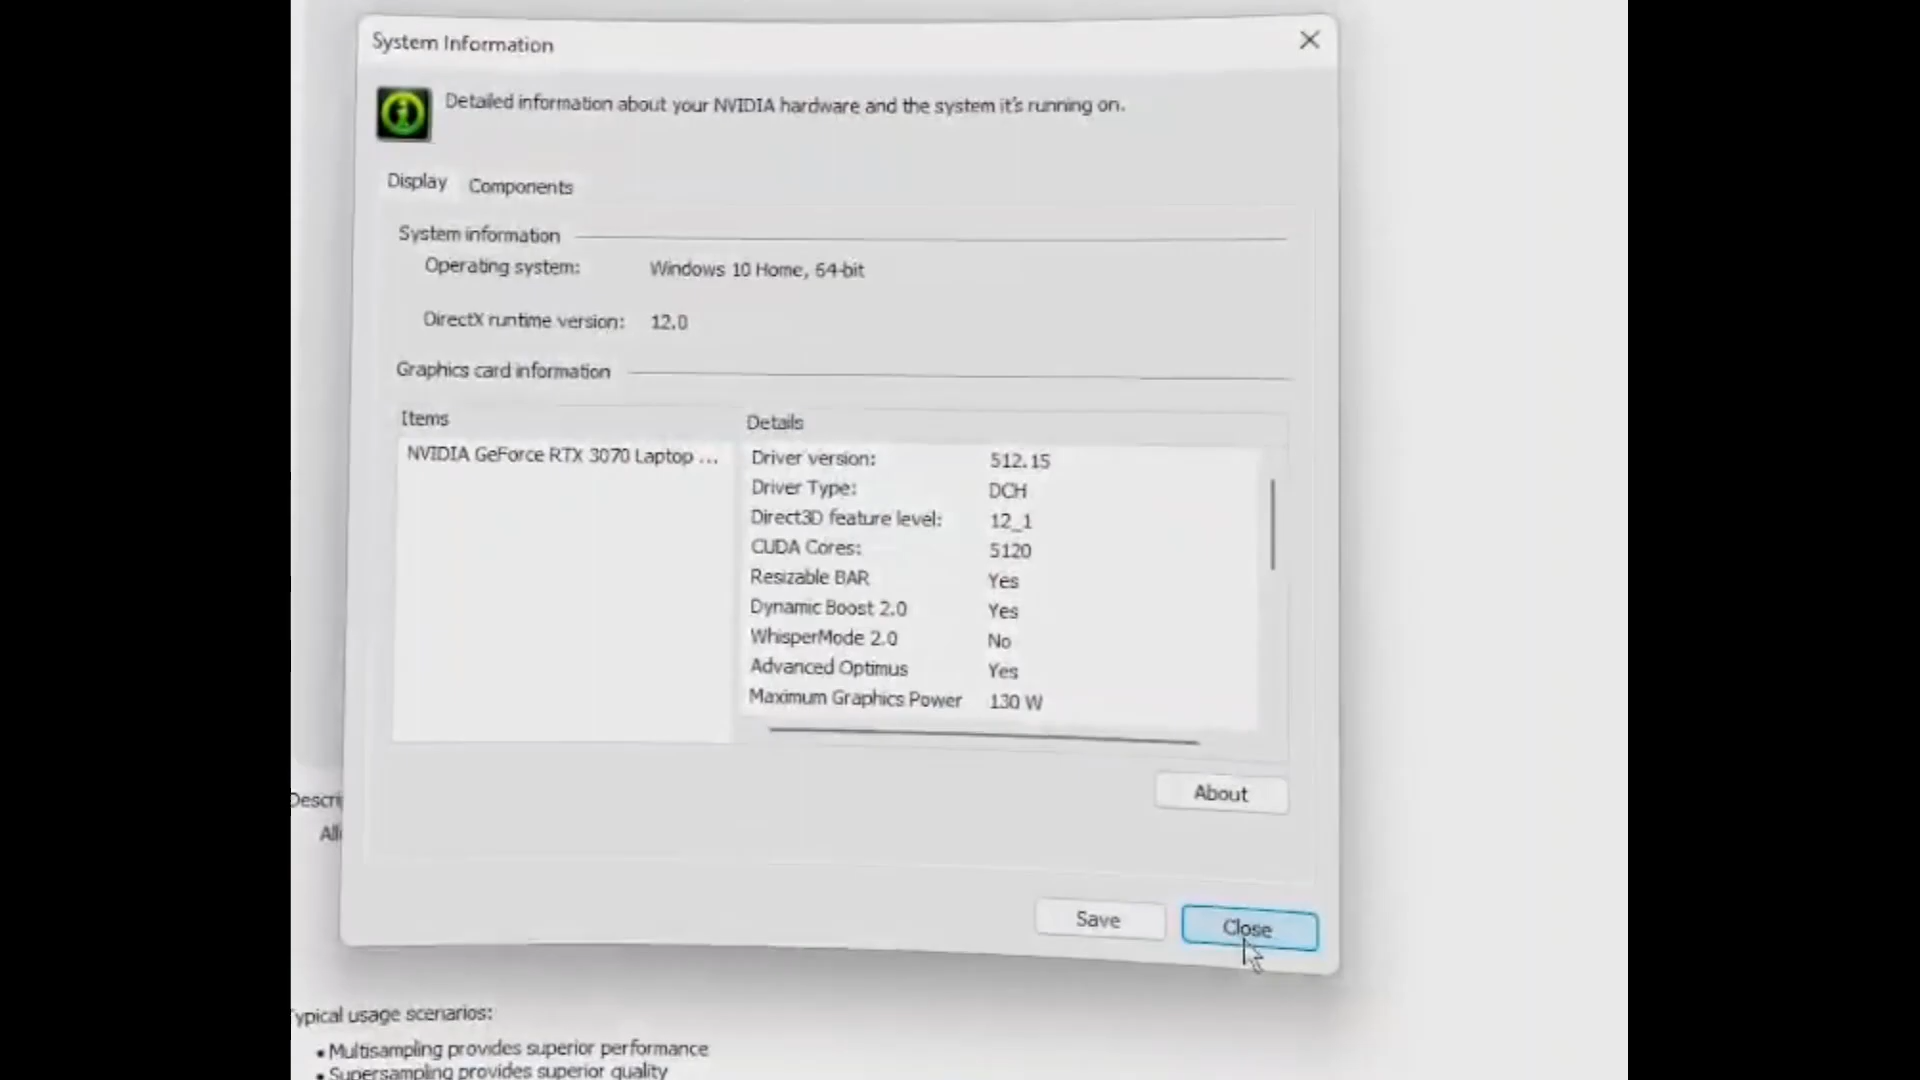 System Information
Detailed information about your NVIDIA hardware and the system it's running on.
Display Components
System information
Operating system: Windows 10 Home, 64-bit
DirectX runtime version: 12.0
Graphics card information
Items Details
NVIDIA GeForce RTX 3070 Laptop ...
Driver version: 512.15
Driver Type: DCH
Direct3D feature level: 12_1
CUDA Cores: 5120
Resizable BAR Yes
Dynamic Boost 2.0 Yes
WhisperMode 2.0 No
Advanced Optimus Yes
Maximum Graphics Power 130 W
About
Descri
All
Save Close
ypical usage scenarios:
• Multisampling provides superior performance
• Supersampling provides superior quality